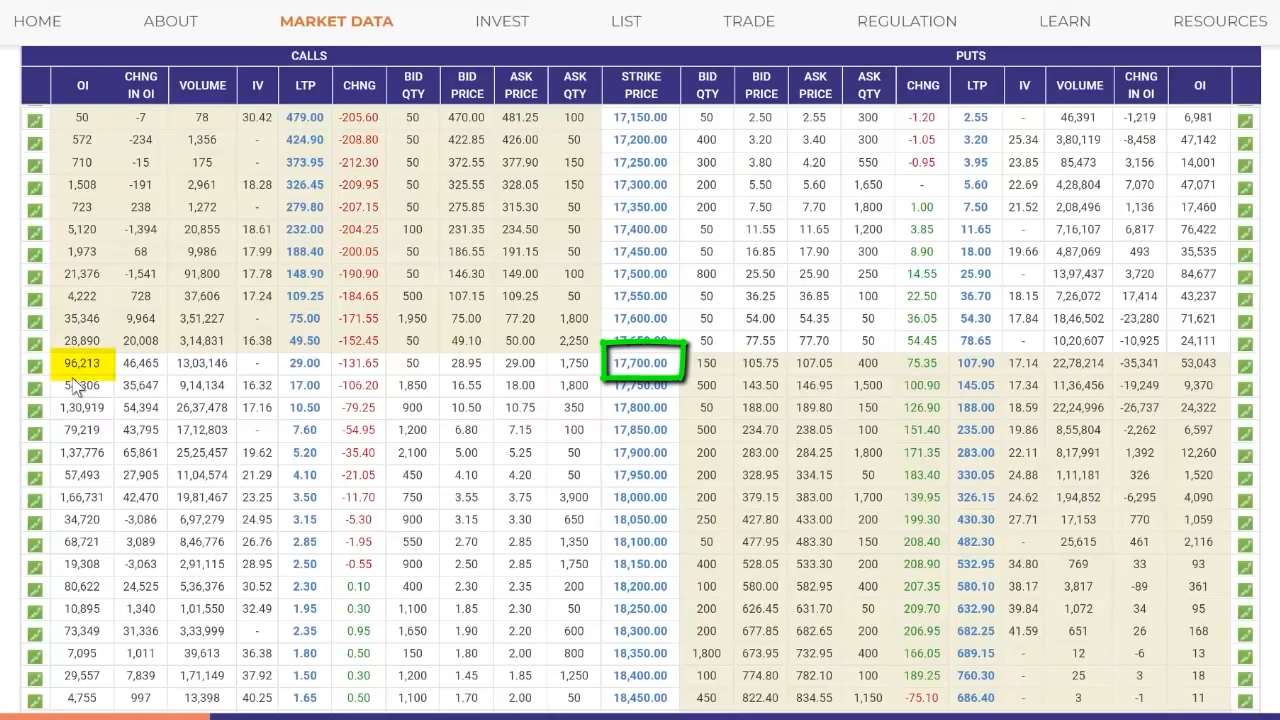 HOME ABOUT MARKET DATA INVEST LIST TRADE REGULATION LEARN RESOURCES
CALLS PUTS
OI CHNG IN OI VOLUME IV LTP CHNG BID QTY BID PRICE ASK PRICE ASK QTY STRIKE PRICE BID QTY BID PRICE ASK PRICE ASK QTY CHNG LTP IV VOLUME CHNG IN OI OI
50 -7 78 30.42 479.00 -205.60 50 470.00 481.25 100 17,150.00 50 2.50 2.55 300 -1.20 2.55 - 46,391 -1,219 6,981
572 -234 1,356 - 424.90 -208.80 50 422.85 426.00 50 17,200.00 400 3.20 3.40 300 -1.05 3.20 25.34 3,80,119 -8,458 47,142
710 -15 175 - 373.95 -212.30 50 372.55 377.90 150 17,250.00 300 3.80 4.20 550 -0.95 3.95 23.85 85,473 3,156 14,001
1,508 -191 2,961 18.28 326.45 -209.95 50 325.55 328.05 150 17,300.00 200 5.50 5.60 1,650 - 5.60 22.69 4,28,804 7,070 47,071
723 238 1,272 - 279.80 -207.15 50 275.85 315.30 50 17,350.00 200 7.50 7.70 1,800 1.00 7.50 21.52 2,08,496 1,136 17,460
5,120 -1,394 20,855 18.61 232.00 -204.25 100 231.35 234.50 50 17,400.00 50 11.55 11.65 1,200 3.85 11.65 - 7,16,107 6,817 76,422
1,973 68 9,986 17.99 188.40 -200.05 50 186.55 191.15 50 17,450.00 50 16.85 17.90 300 8.90 18.00 19.66 4,87,069 493 35,535
21,376 -1,541 91,800 17.78 148.90 -190.90 50 146.30 149.00 100 17,500.00 800 25.50 25.90 250 14.55 25.90 - 13,97,437 3,720 84,677
4,222 728 37,606 17.24 109.25 -184.65 500 107.15 109.25 50 17,550.00 50 36.25 36.85 100 22.50 36.70 18.15 7,26,072 17,414 43,237
35,346 9,964 3,51,227 - 75.00 -171.55 1,950 75.00 77.20 1,800 17,600.00 50 54.00 54.35 50 36.05 54.30 17.84 18,46,502 -23,280 71,621
28,890 20,008 3,14,831 16.38 49.50 -152.45 50 49.10 50.00 2,250 50 77.55 77.70 50 54.45 78.65 - 10,20,607 -10,925 24,111
96,213 46,465 13,03,146 - 29.00 -131.65 50 28.95 29.00 1,750 17,700.00 150 105.75 107.05 400 75.35 107.90 17.14 22,78,214 -35,341 53,043
35,647 9,14,134 16.32 17.00 -106.20 1,850 16.55 18.00 1,800 17,750.00 500 143.50 146.95 1,500 100.90 145.05 17.34 11,36,456 -19,249 9,370
1,30,919 54,394 26,37,478 17.16 10.50 -79.25 900 10.50 10.75 350 17,800.00 50 188.00 189.80 150 126.90 188.00 18.59 22,24,996 -26,737 24,322
79,219 43,795 17,12,803 - 7.60 -54.95 1,200 6.80 7.15 100 17,850.00 500 234.70 238.05 100 151.40 235.00 19.86 8,55,804 -2,262 6,597
1,37,776 65,861 25,25,457 19.62 5.20 -35.40 2,100 5.00 5.25 50 17,900.00 200 283.00 284.25 1,800 171.35 283.00 22.11 8,17,991 1,392 12,260
57,493 27,905 11,04,574 21.29 4.10 -21.05 450 4.10 4.20 50 17,950.00 200 328.95 334.15 50 183.40 330.05 24.88 1,11,181 326 1,520
1,66,731 42,470 19,81,467 23.25 3.50 -11.70 750 3.55 3.75 3,900 18,000.00 50 379.15 383.00 1,700 139.95 326.15 24.62 1,94,852 -6,295 4,090
34,720 -3,086 6,97,279 24.95 3.15 -5.30 900 3.15 3.30 650 18,050.00 250 427.80 433.00 200 199.30 430.30 27.71 17,153 770 1,059
68,721 3,089 8,46,776 26.76 2.85 -1.95 550 2.70 2.85 1,350 18,100.00 50 477.95 483.30 150 208.40 482.30 - 25,615 461 2,116
19,308 -3,063 2,91,115 28.95 2.50 -0.55 900 2.50 2.85 1,750 18,150.00 400 528.05 533.30 200 208.90 532.95 34.80 769 33 93
80,622 24,525 5,36,376 30.52 2.30 0.10 400 2.30 2.35 200 18,200.00 100 580.00 582.95 400 207.35 580.10 38.17 3,817 -89 361
10,895 1,340 1,01,550 32.49 1.95 0.30 1,100 1.85 2.30 50 18,250.00 200 626.45 631.70 50 209.70 632.90 39.84 1,072 34 95
73,349 31,336 3,33,999 - 2.35 0.95 1,650 1.90 2.20 600 18,300.00 200 677.85 682.65 200 206.95 682.25 41.59 651 26 168
7,095 1,011 39,613 36.38 1.80 0.50 150 1.80 2.00 800 18,350.00 1,800 673.95 732.95 400 166.05 689.15 - 12 -6 13
29,557 7,839 1,71,149 37.92 1.50 0.30 1,200 1.45 1.85 1,250 18,400.00 100 774.80 782.10 100 189.25 760.30 - 25 3 18
4,755 997 13,398 40.25 1.65 0.50 1,100 1.70 2.00 50 18,450.00 450 822.40 834.55 1,150 -75.10 686.40 - 3 -1 11